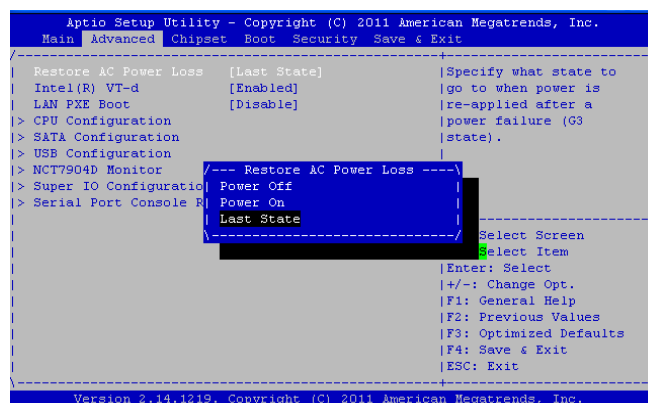 Aptio Setup Utility - Copyright (C) 2011 American Megatrends, Inc.
Main Advanced Chipset Boot Security Save & Exit
/----------------------------------------------------+----------------------
| Restore AC Power Loss [Last State] |Specify what state to
| Intel(R) VT-d [Enabled] |go to when power is
| LAN PXE Boot [Disable] |re-applied after a
|> CPU Configuration |power failure (G3
|> SATA Configuration |state).
|> USB Configuration |
|> NCT7904D Monitor /--- Restore AC Power Loss ----\
|> Super IO Configuratio| Power Off |
|> Serial Port Console R| Power On |
| | Last State |
| \-----------------------------/ Select Screen
| Select Item
| |Enter: Select
| |+/-: Change Opt.
| |F1: General Help
| |F2: Previous Values
| |F3: Optimized Defaults
| |F4: Save & Exit
| |ESC: Exit
\----------------------------------------------------+----------------------
Version 2.14.1219. Copyright (C) 2011 American Megatrends, Inc.